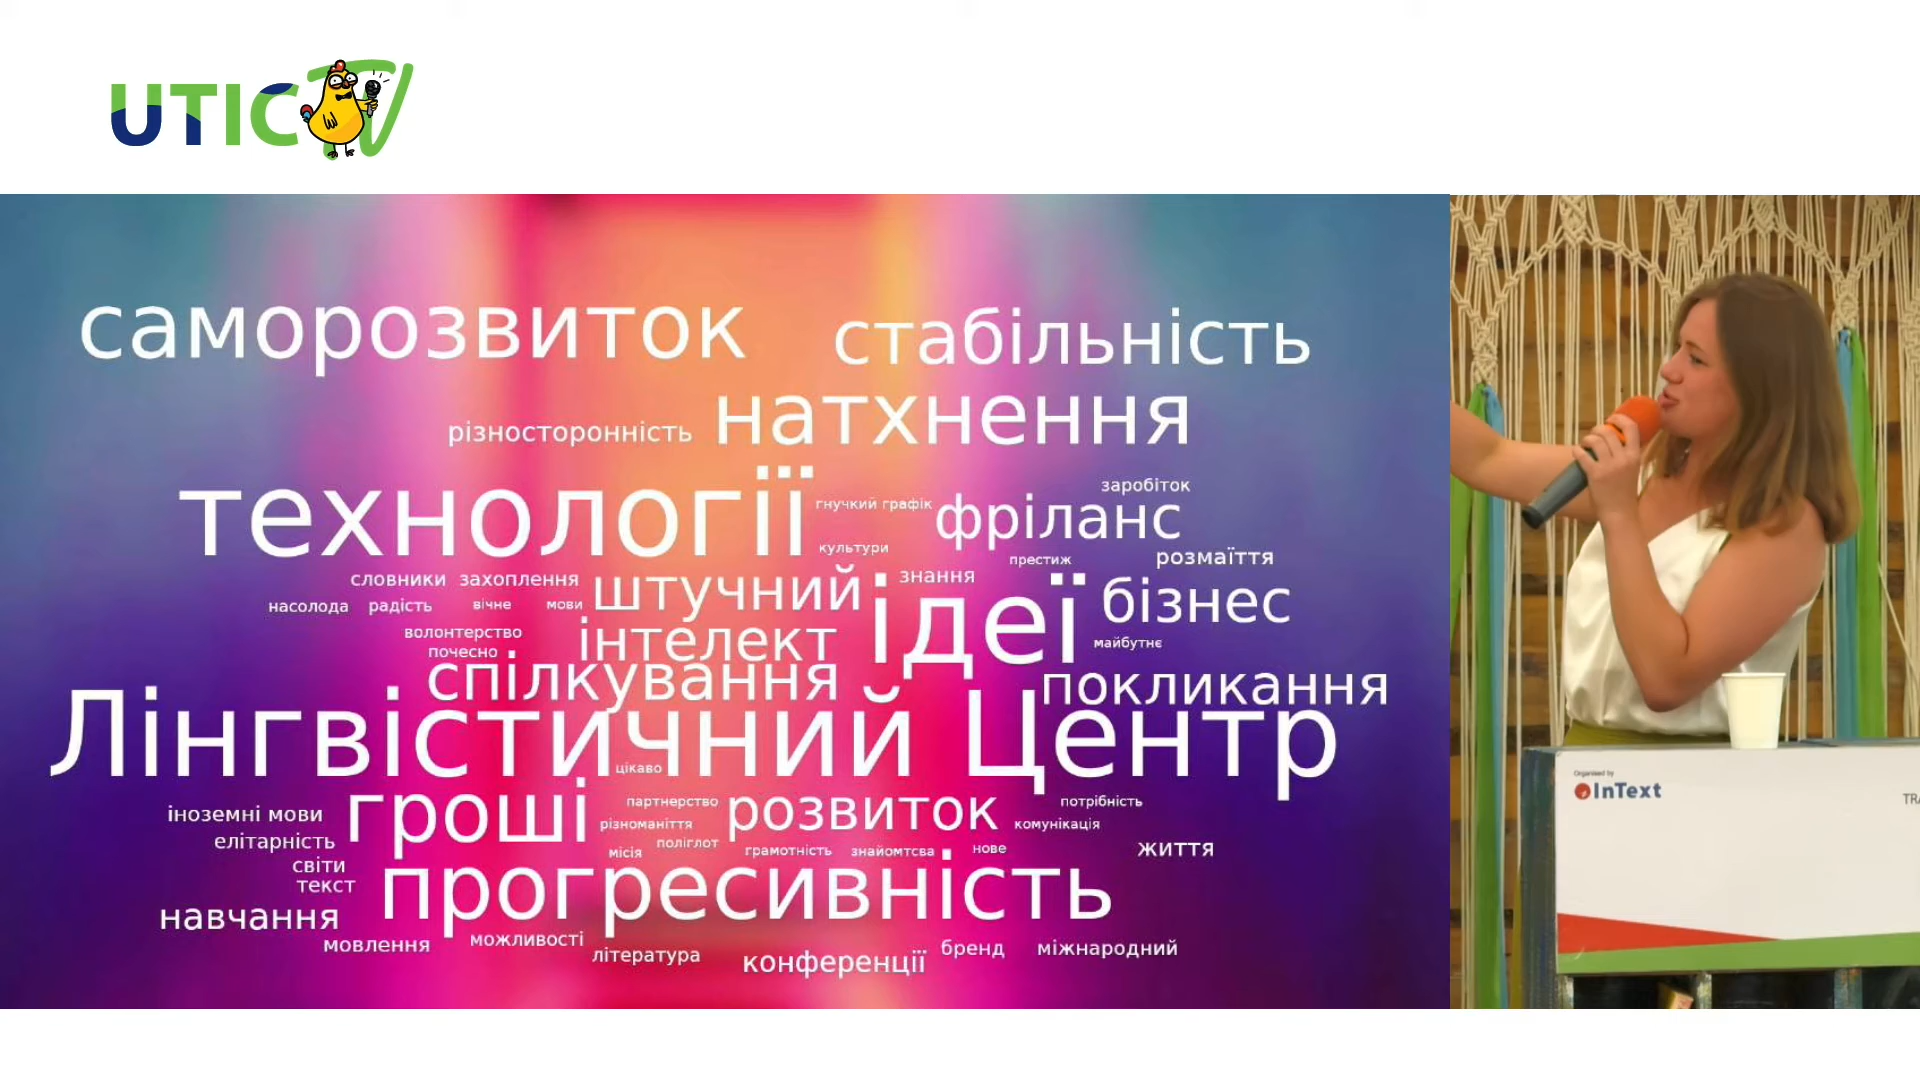 UTIC TV
саморозвиток
стабільність
різносторонність
натхнення
технології
гнучкий графік
заробіток
фріланс
культури
престиж
розмаїття
словники
захоплення
штучний
знання
ідеї
бізнес
насолода
радість
вічне
мови
волонтерство
інтелект
майбутнє
почесно
спілкування
покликання
Лінгвістичний Центр
цікаво
іноземні мови
гроші
партнерство
розвиток
потрібність
різноманіття
комунікація
елітарність
місія
поліглот
грамотність
знайомтсва
нове
життя
світи
текст
прогресивність
навчання
мовлення
можливості
література
конференції
бренд
міжнародний
Organised by
InText
TRA